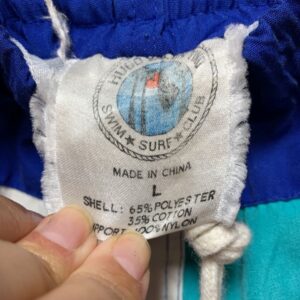 SWIM ★ SURF ★ CLUB
MADE IN CHINA
L
SHELL: 65% POLYESTER
35% COTTON
PPORT 100% NYLON